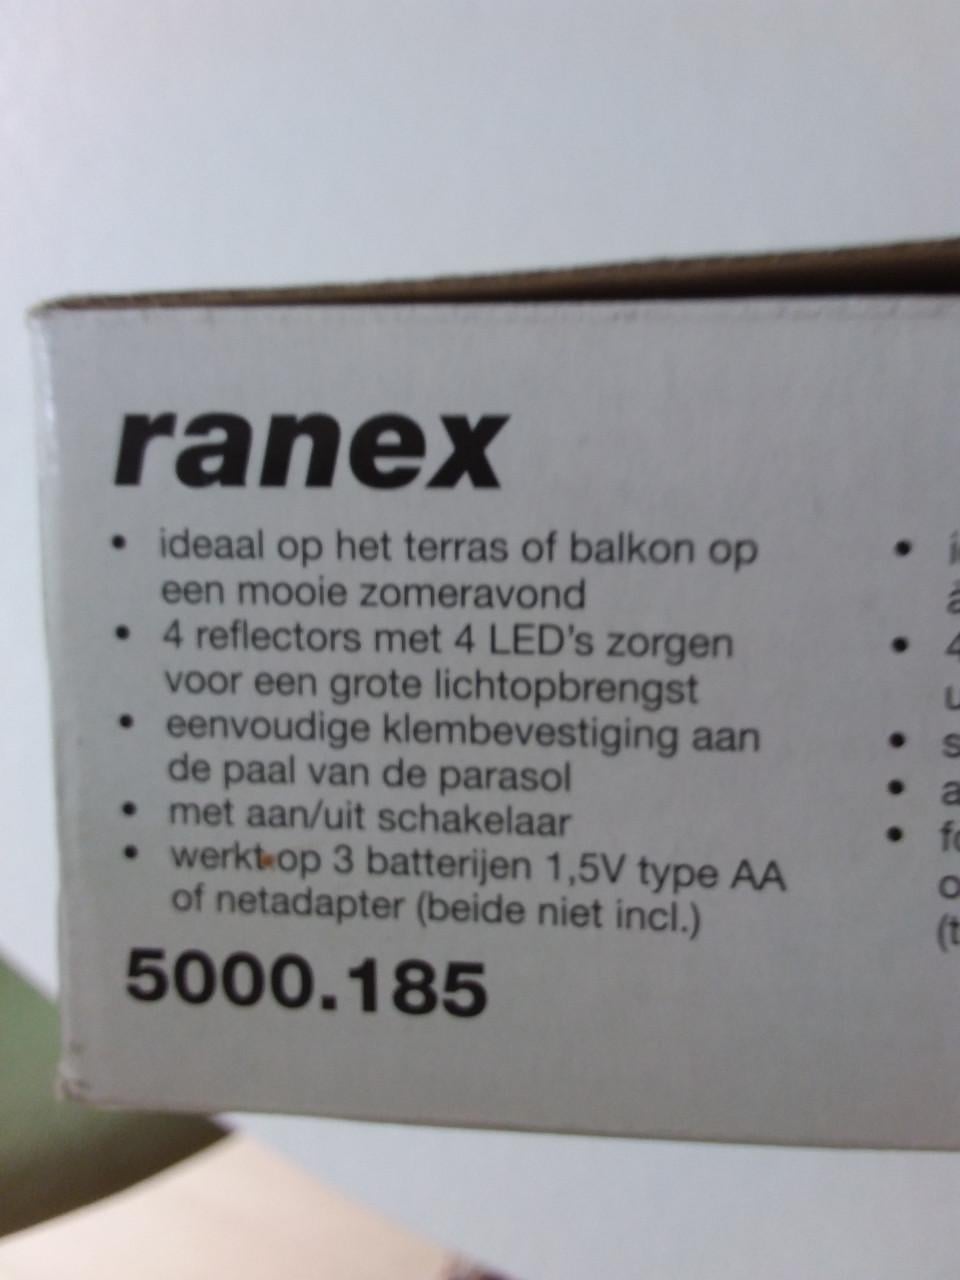 ranex
• ideaal op het terras of balkon op
een mooie zomeravond
• 4 reflectors met 4 LED's zorgen
voor een grote lichtopbrengst
• eenvoudige klembevestiging aan
de paal van de parasol
• met aan/uit schakelaar
• werkt op 3 batterijen 1,5V type AA
of netadapter (beide niet incl.)
5000.185